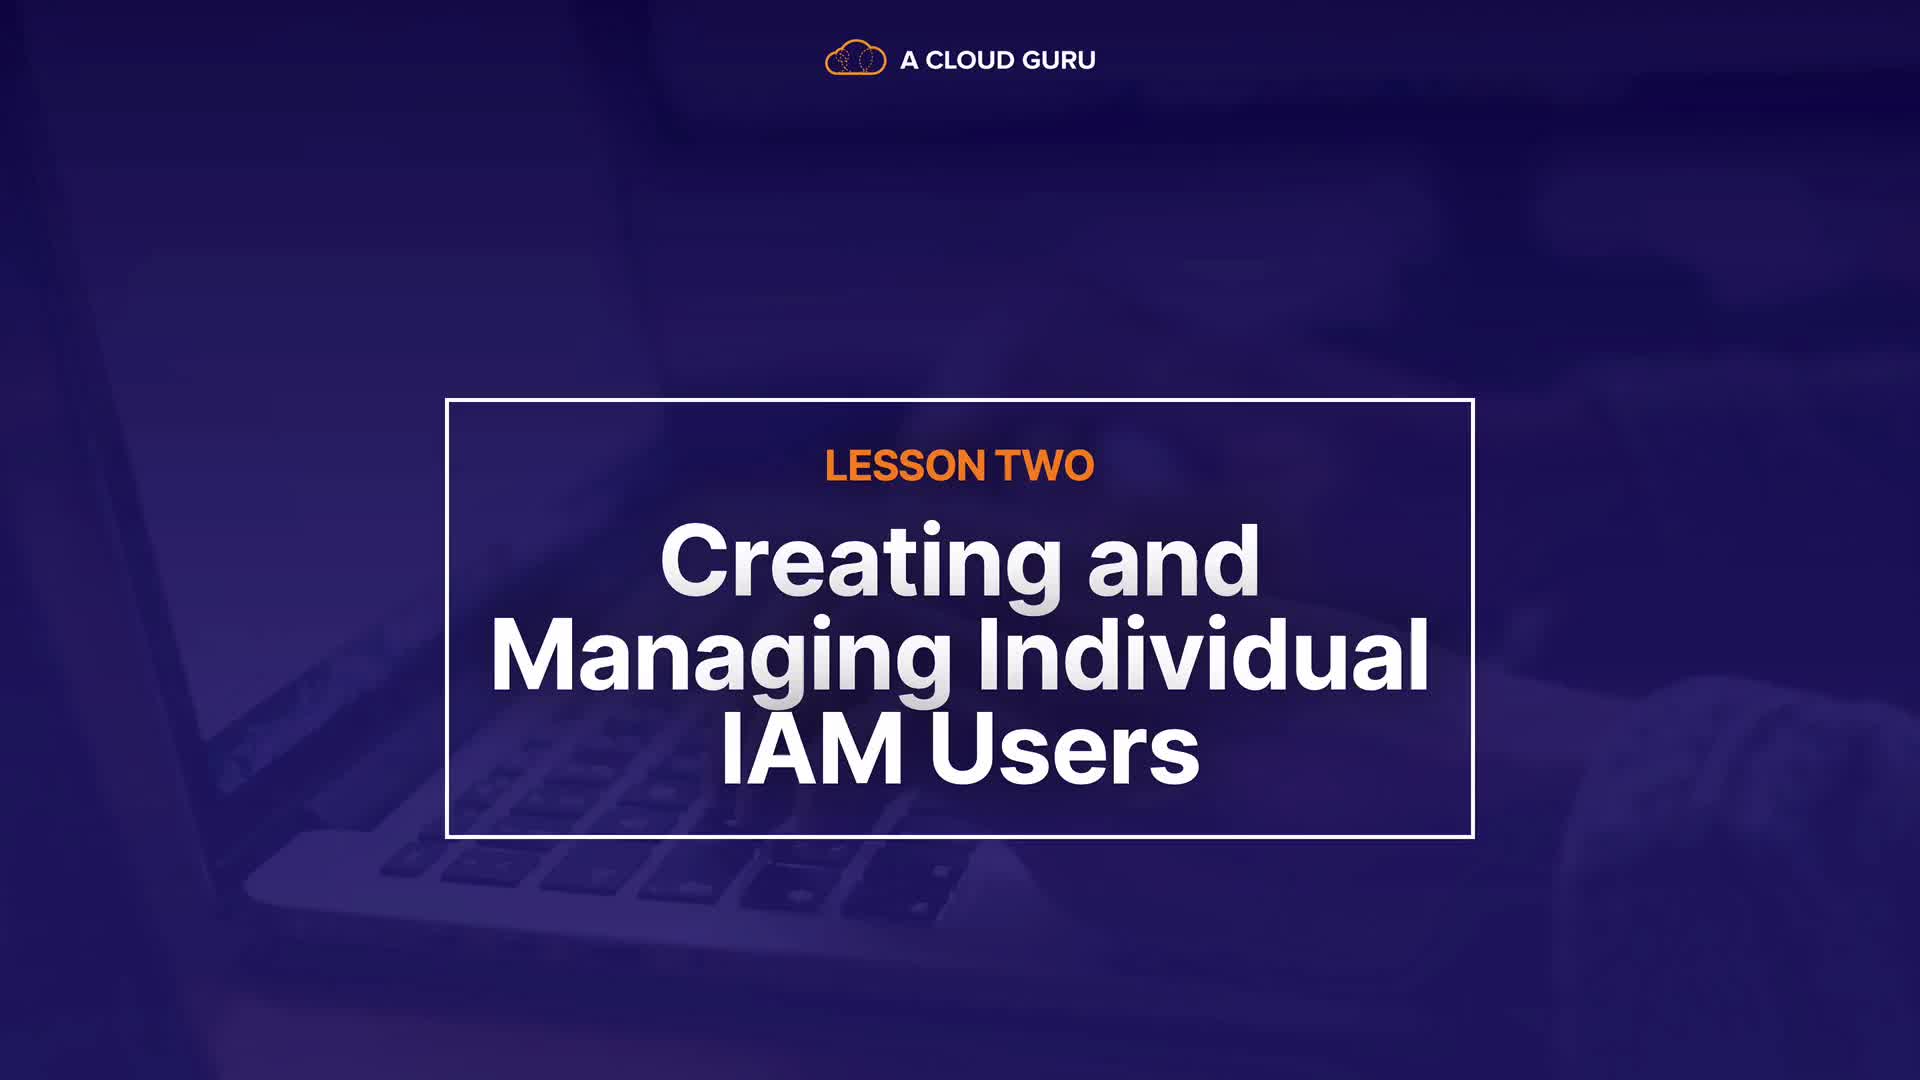 A CLOUD GURU
LESSON TWO
Creating and
Managing Individual
IAM Users